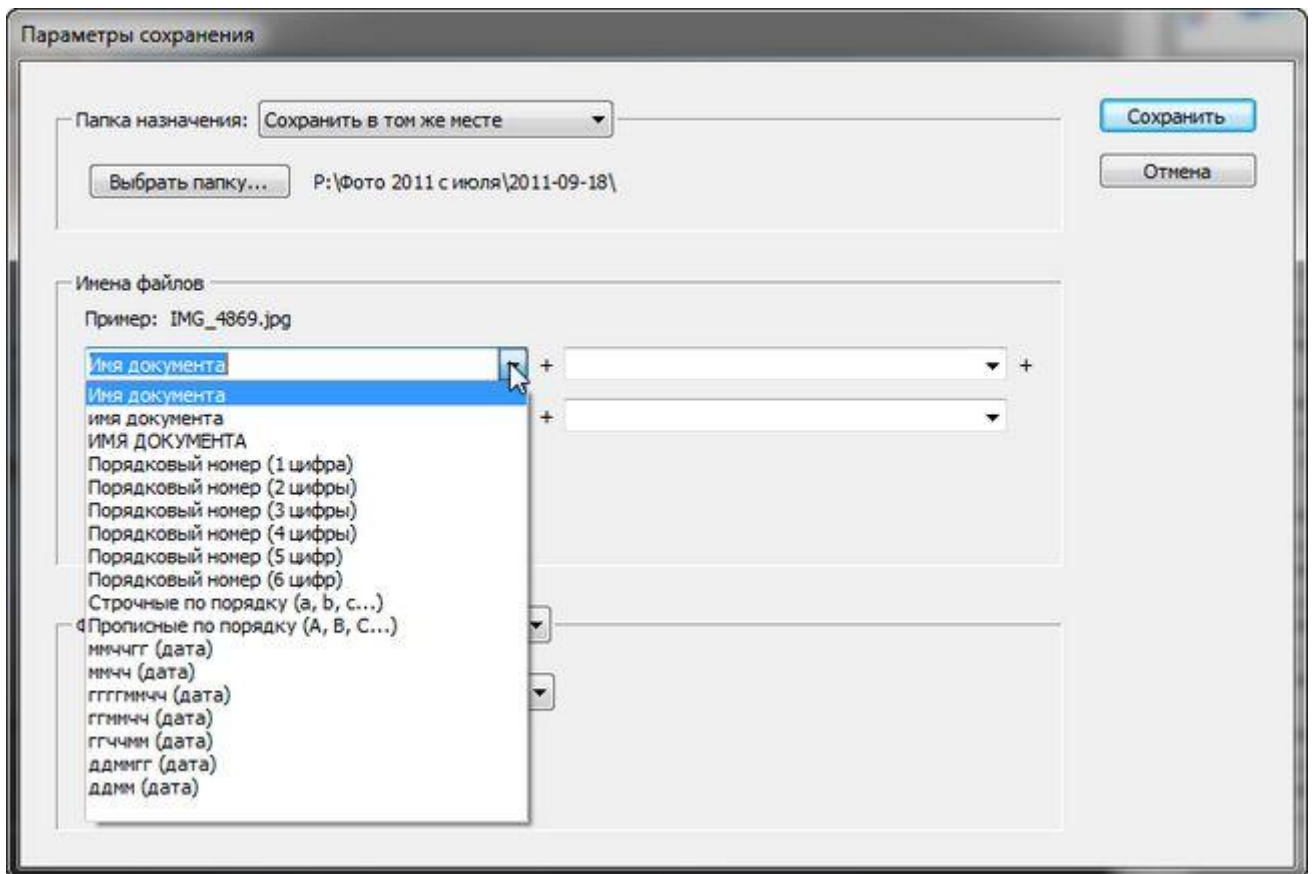 Параметры сохранения
Папка назначения: Сохранить в том же месте
Сохранить
Выбрать папку... P:\Фото 2011 с июля\2011-09-18\
Отмена
Имена файлов
Пример: IMG_4869.jpg
Имя документа + +
Имя документа
имя документа +
ИМЯ ДОКУМЕНТА
Порядковый номер (1 цифра)
Порядковый номер (2 цифры)
Порядковый номер (3 цифры)
Порядковый номер (4 цифры)
Порядковый номер (5 цифр)
Порядковый номер (6 цифр)
Строчные по порядку (a, b, c...)
Прописные по порядку (A, B, C...)
ммччгг (дата)
ммчч (дата)
ггггммчч (дата)
ггммчч (дата)
ггччмм (дата)
ддммгг (дата)
ддмм (дата)